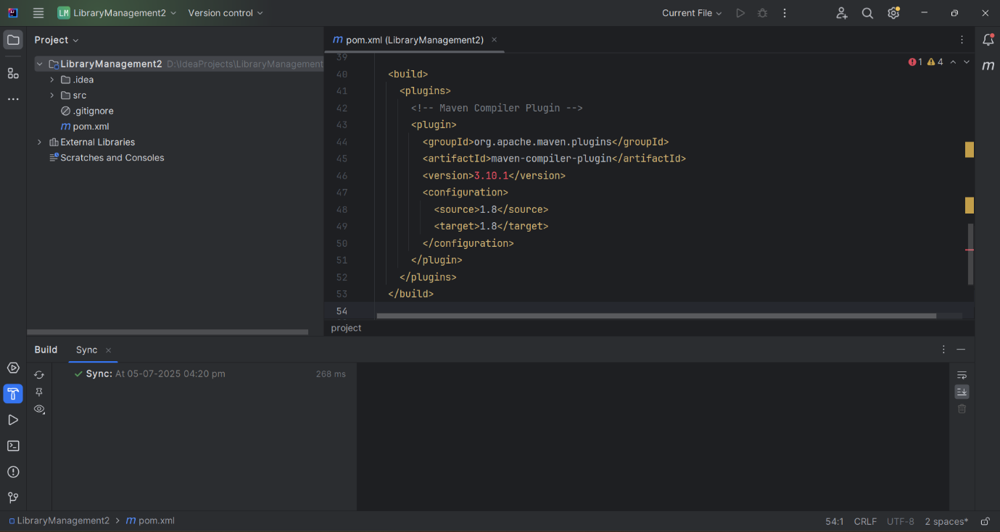 LM LibraryManagement2 Version control Current File
Project
pom.xml (LibraryManagement2)
LibraryManagement2 D:\IdeaProjects\LibraryManagement
.idea
src
.gitignore
pom.xml
External Libraries
Scratches and Consoles
1 4
39
40 <build>
41 <plugins>
42 <!-- Maven Compiler Plugin -->
43 <plugin>
44 <groupId>org.apache.maven.plugins</groupId>
45 <artifactId>maven-compiler-plugin</artifactId>
46 <version>3.10.1</version>
47 <configuration>
48 <source>1.8</source>
49 <target>1.8</target>
50 </configuration>
51 </plugin>
52 </plugins>
53 </build>
54
project
Build Sync
Sync: At 05-07-2025 04:20 pm 268 ms
LibraryManagement2 > pom.xml 54:1 CRLF UTF-8 2 spaces*